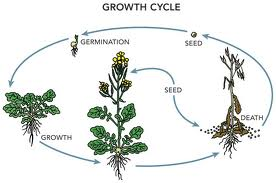 GROWTH CYCLE
GERMINATION
SEED
SEED
DEATH
GROWTH